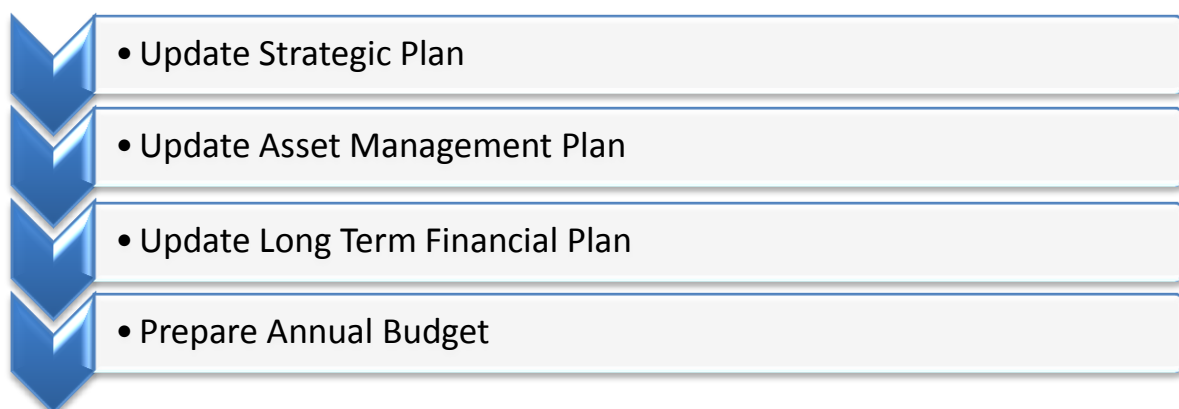 • Update Strategic Plan
• Update Asset Management Plan
• Update Long Term Financial Plan
• Prepare Annual Budget